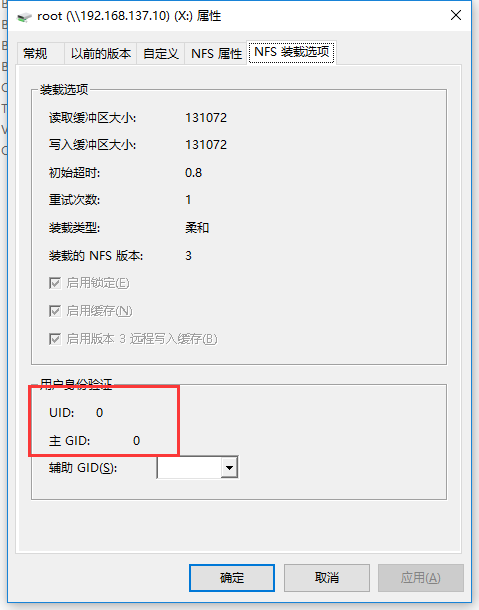 root (\\192.168.137.10) (X:) 属性
常规 以前的版本 自定义 NFS 属性 NFS 装载选项
装载选项
读取缓冲区大小: 131072
写入缓冲区大小: 131072
初始超时: 0.8
重试次数: 1
装载类型: 柔和
装载的 NFS 版本: 3
启用锁定(E)
启用缓存(N)
启用版本 3 远程写入缓存(B)
用户身份验证
UID: 0
主 GID: 0
辅助 GID(S):
确定 取消 应用(A)